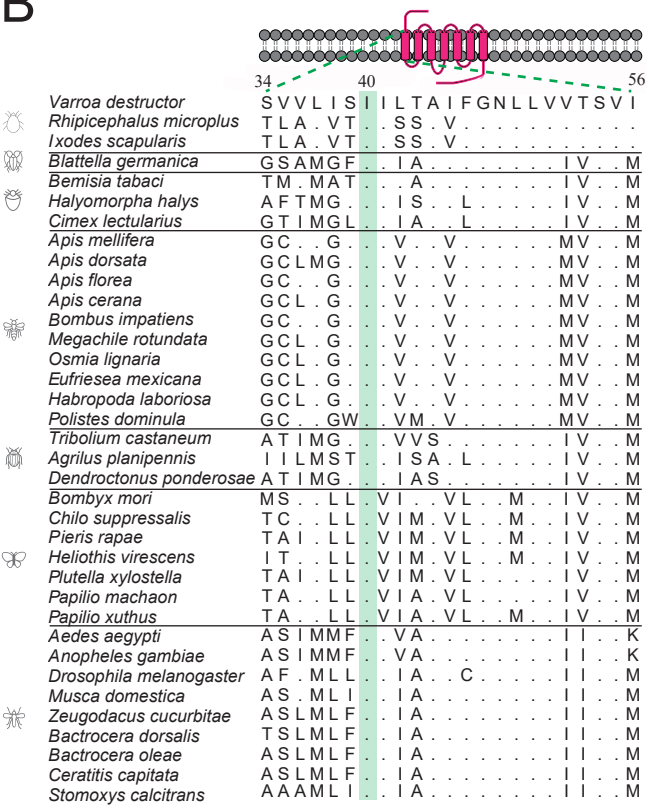 B
34 40 56
Varroa destructor S V V L I S I I L T A I F G N L L V V T S V I
Rhipicephalus microplus T L A . V T . . S S . V . . . . . . . . . . .
Ixodes scapularis T L A . V T . . S S . V . . . . . . . . . . .
Blattella germanica G S A M G F . . I A . . . . . . . . I V . . M
Bemisia tabaci T M . M A T . . . A . . . . . . . . I V . . M
Halyomorpha halys A F T M G . . . I S . . L . . . . . I V . . M
Cimex lectularius G T I M G L . . I A . . L . . . . . I V . . M
Apis mellifera G C . . G . . . V . . V . . . . . . M V . . M
Apis dorsata G C L M G . . . V . . V . . . . . . M V . . M
Apis florea G C . . G . . . V . . V . . . . . . M V . . M
Apis cerana G C L . G . . . V . . V . . . . . . M V . . M
Bombus impatiens G C . . G . . . V . . V . . . . . . M V . . M
Megachile rotundata G C L . G . . . V . . V . . . . . . M V . . M
Osmia lignaria G C L . G . . . V . . V . . . . . . M V . . M
Eufriesea mexicana G C L . G . . . V . . V . . . . . . M V . . M
Habropoda laboriosa G C L . G . . . V . . V . . . . . . M V . . M
Polistes dominula G C . . G W . . V M . V . . . . . . M V . . M
Tribolium castaneum A T I M G . . . V V S . . . . . . . I V . . M
Agrilus planipennis I I L M S T . . I S A . L . . . . . I V . . M
Dendroctonus ponderosae A T I M G . . . I A S . . . . . . . I V . . M
Bombyx mori M S . . L L . V I . . V L . . M . . I V . . M
Chilo suppressalis T C . . L L . V I M . V L . . M . . I V . . M
Pieris rapae T A I . L L . V I M . V L . . M . . I V . . M
Heliothis virescens I T . . L L . V I M . V L . . M . . I V . . M
Plutella xylostella T A I . L L . V I M . V L . . . . . I V . . M
Papilio machaon T A . . L L . V I A . V L . . . . . I V . . M
Papilio xuthus T A . . L L . V I A . V L . . M . . I V . . M
Aedes aegypti A S I M M F . . V A . . . . . . . . I I . . K
Anopheles gambiae A S I M M F . . V A . . . . . . . . I I . . K
Drosophila melanogaster A F . M L L . . I A . . C . . . . . I I . . M
Musca domestica A S . M L I . . I A . . . . . . . . I I . . M
Zeugodacus cucurbitae A S L M L F . . I A . . . . . . . . I I . . M
Bactrocera dorsalis T S L M L F . . I A . . . . . . . . I I . . M
Bactrocera oleae A S L M L F . . I A . . . . . . . . I I . . M
Ceratitis capitata A S L M L F . . I A . . . . . . . . I I . . M
Stomoxys calcitrans A A A M L I . . I A . . . . . . . . I I . . M